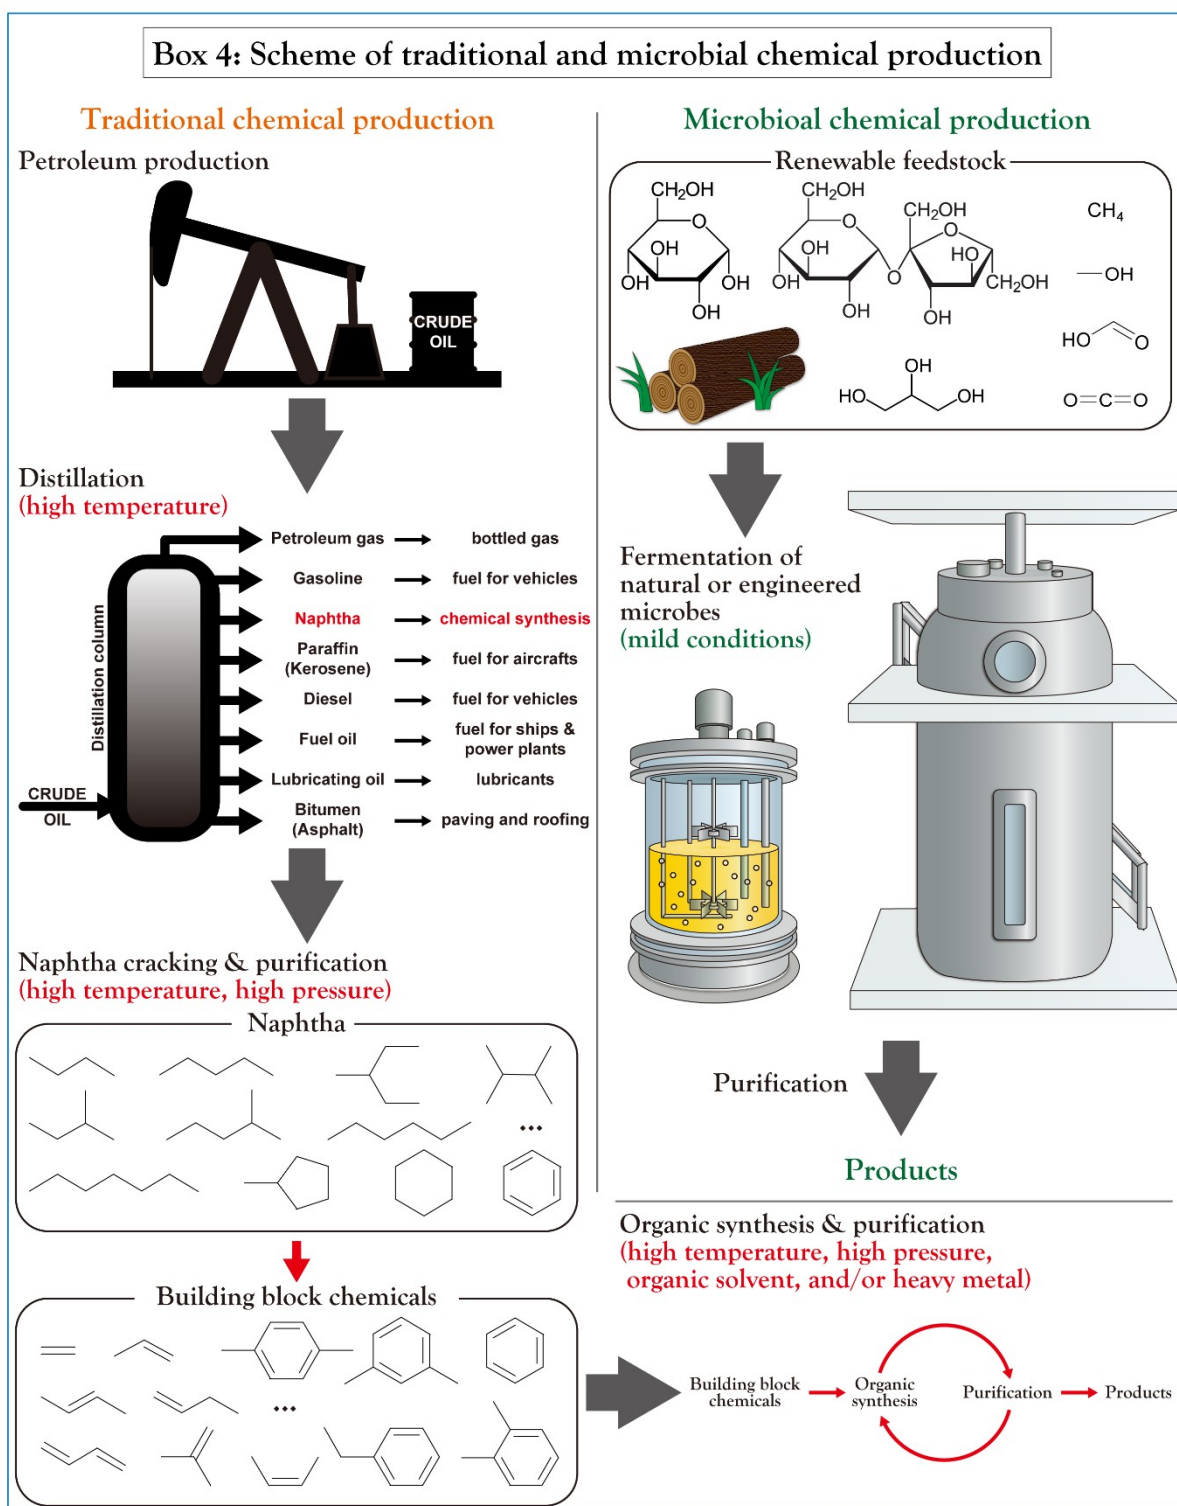 Box 4: Scheme of traditional and microbial chemical production
Traditional chemical production
Petroleum production
CRUDE
OIL
Distillation
(high temperature)
Distillation column
CRUDE
OIL
Petroleum gas
bottled gas
Gasoline
fuel for vehicles
Naphtha
chemical synthesis
Paraffin
(Kerosene)
fuel for aircrafts
Diesel
fuel for vehicles
Fuel oil
fuel for ships &
power plants
Lubricating oil
lubricants
Bitumen
(Asphalt)
paving and roofing
Naphtha cracking & purification
(high temperature, high pressure)
Naphtha
•••
Building block chemicals
•••
Microbioal chemical production
Renewable feedstock
CH₂OH
O
OH
OH
OH
OH
CH₂OH
O
OH
OH
OH
O
CH₂OH
O
HO
CH₂OH
OH
CH₄
OH
HO
O
OH
HO
OH
O=C=O
Fermentation of
natural or engineered
microbes
(mild conditions)
Purification
Products
Organic synthesis & purification
(high temperature, high pressure,
organic solvent, and/or heavy metal)
Building block
chemicals
Organic
synthesis
Purification
Products